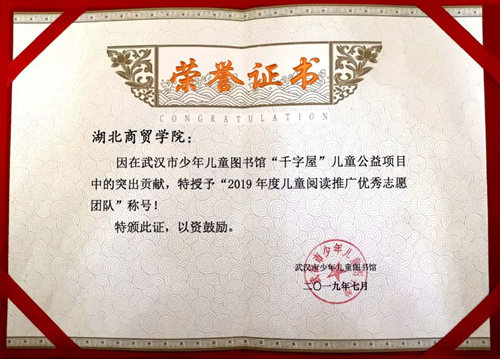 荣誉证书
CONGRATULATION
湖北商贸学院：
因在武汉市少年儿童图书馆“千字屋”儿童公益项目
中的突出贡献，特授予“2019 年度儿童阅读推广优秀志愿
团队”称号！
特颁此证，以资鼓励。
武汉市少年儿童图书馆
二〇一九年七月